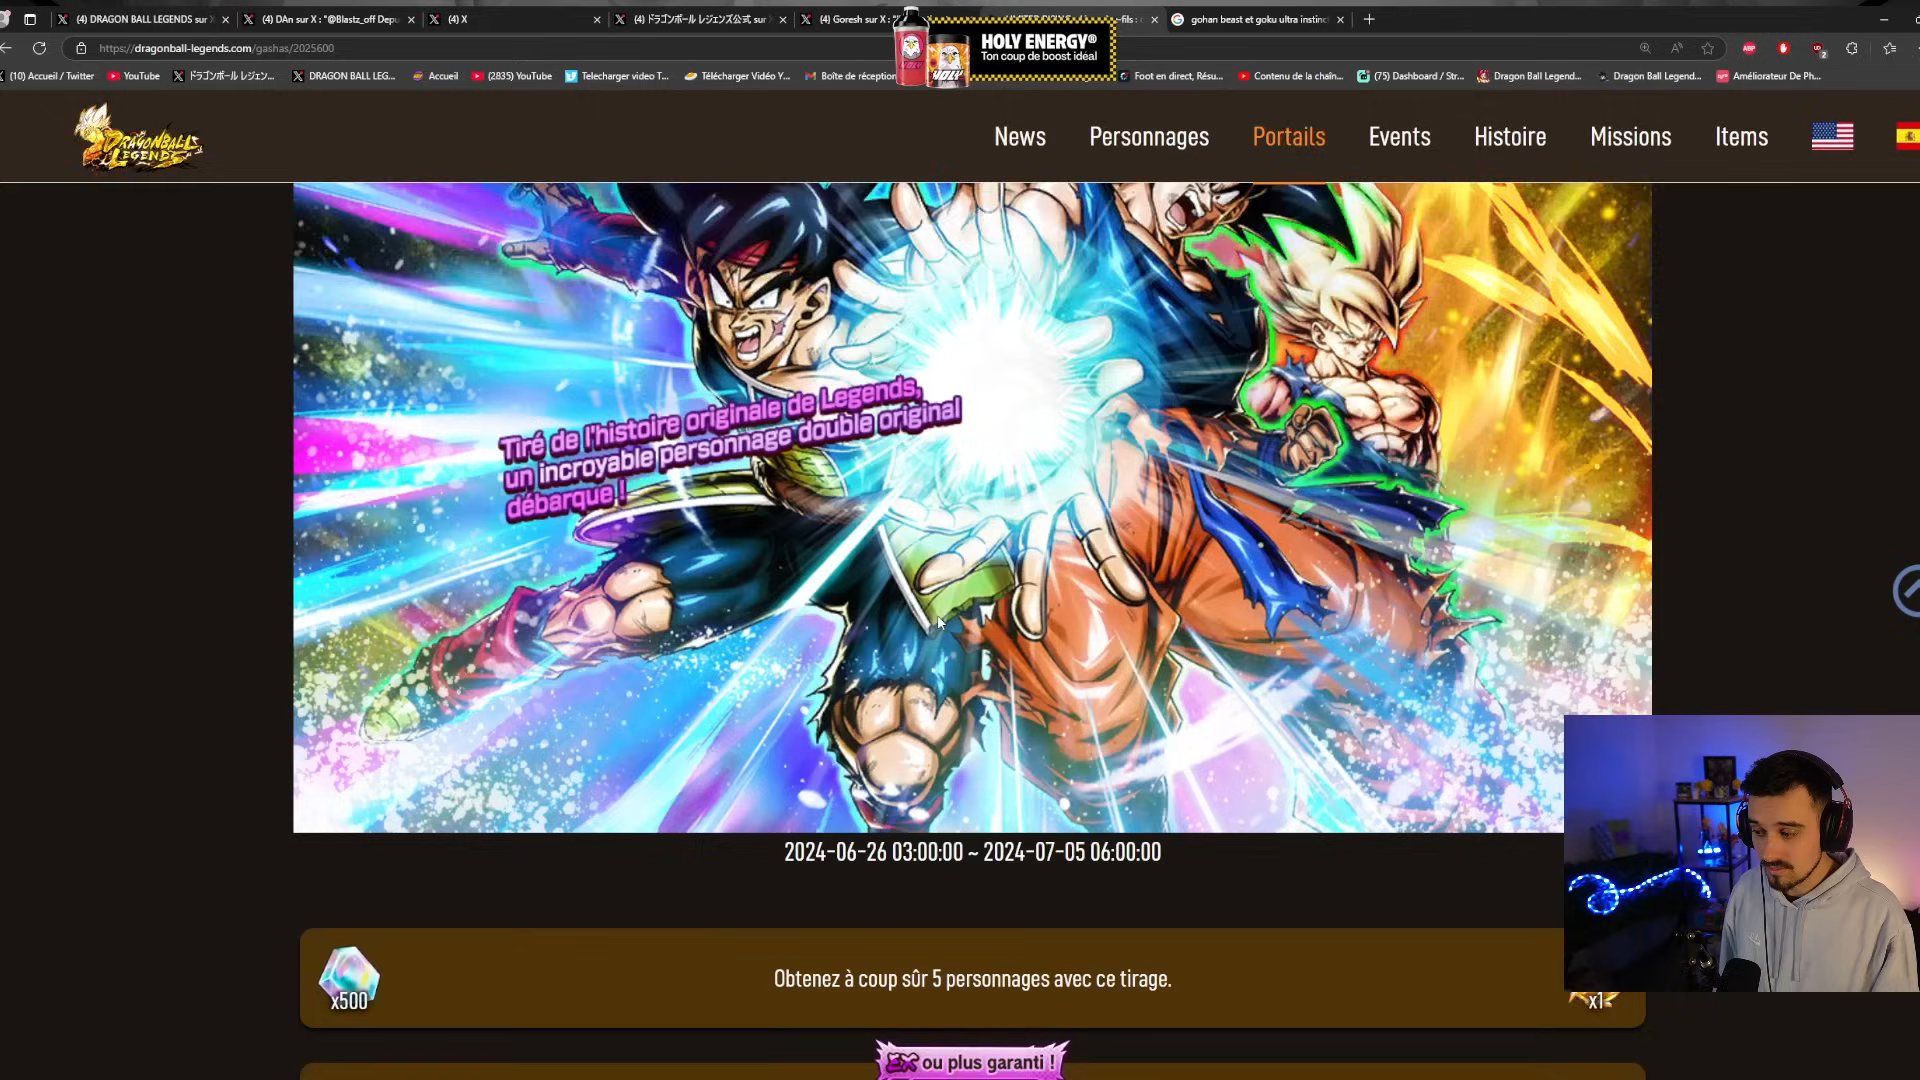 (4) DRAGON BALL LEGENDS sur X
(4) DAn sur X : "@Blastz_off Depu
(4) X
(4) ドラゴンボール レジェンズ公式 sur
(4) Goresh sur X :
gohan beast et goku ultra instinct
https://dragonball-legends.com/gashas/2025600
HOLY ENERGY®
Ton coup de boost idéal
HOLY
(10) Accueil / Twitter
YouTube
ドラゴンボール レジェン...
DRAGON BALL LEG...
Accueil
(2835) YouTube
Telecharger video T...
Télécharger Vidéo Y...
Boîte de réception
Foot en direct, Résu...
Contenu de la chaîn...
(75) Dashboard / Str...
Dragon Ball Legend...
Dragon Ball Legend...
Améliorateur De Ph...
DRAGONBALL
LEGENDS
News
Personnages
Portails
Events
Histoire
Missions
Items
Tiré de l'histoire originale de Legends,
un incroyable personnage double original
débarque !
2024-06-26 03:00:00 ~ 2024-07-05 06:00:00
x500
Obtenez à coup sûr 5 personnages avec ce tirage.
x1
EX ou plus garanti !